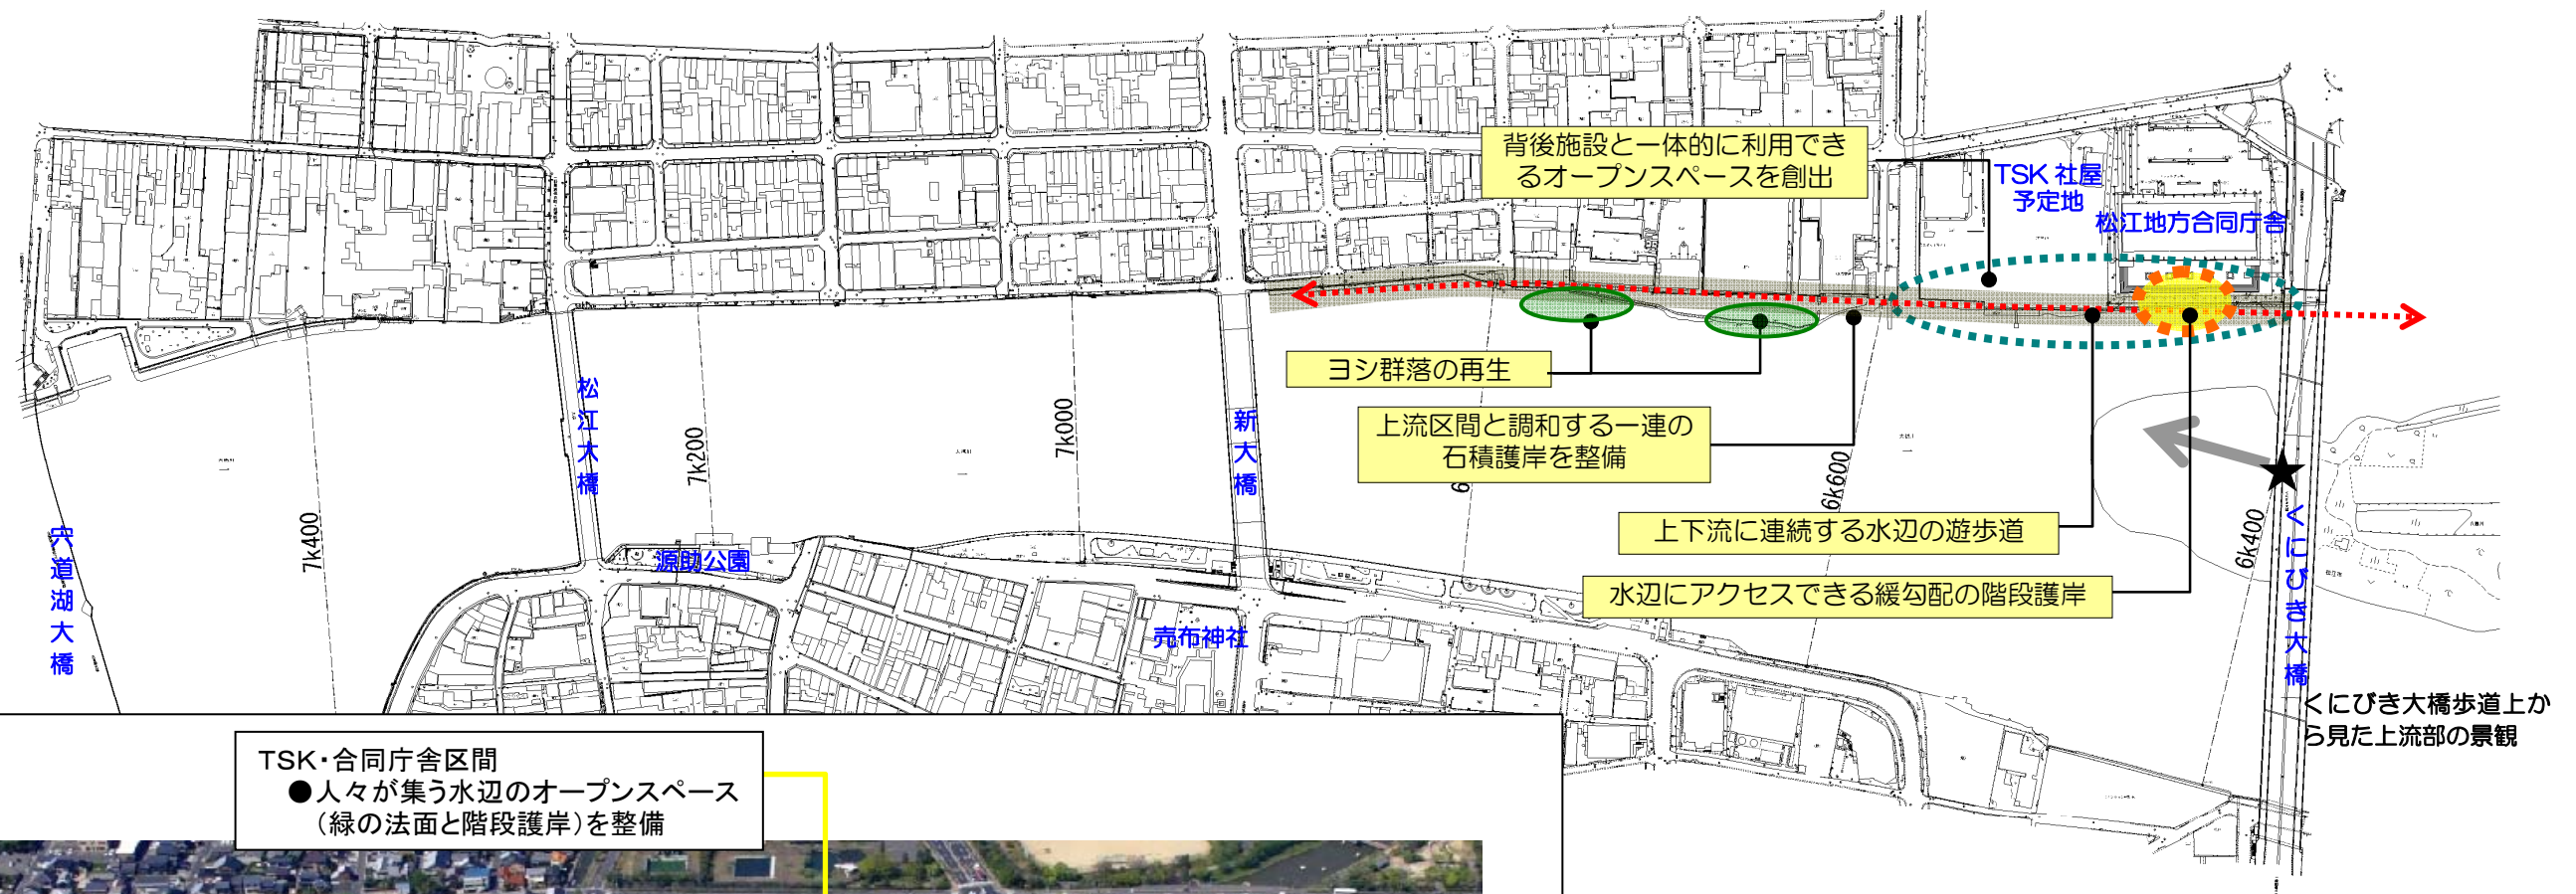 背後施設と一体的に利用でき
るオープンスペースを創出
TSK 社屋
予定地
松江地方合同庁舎
ヨシ群落の再生
上流区間と調和する一連の
石積護岸を整備
上下流に連続する水辺の遊歩道
水辺にアクセスできる緩勾配の階段護岸
宍道湖大橋
7k400
松江大橋
7k200
7k000
新大橋
6k600
6k400
くにびき大橋
源助公園
売布神社
くにびき大橋歩道上か
ら見た上流部の景観
TSK・合同庁舎区間
●人々が集う水辺のオープンスペース
（緑の法面と階段護岸）を整備